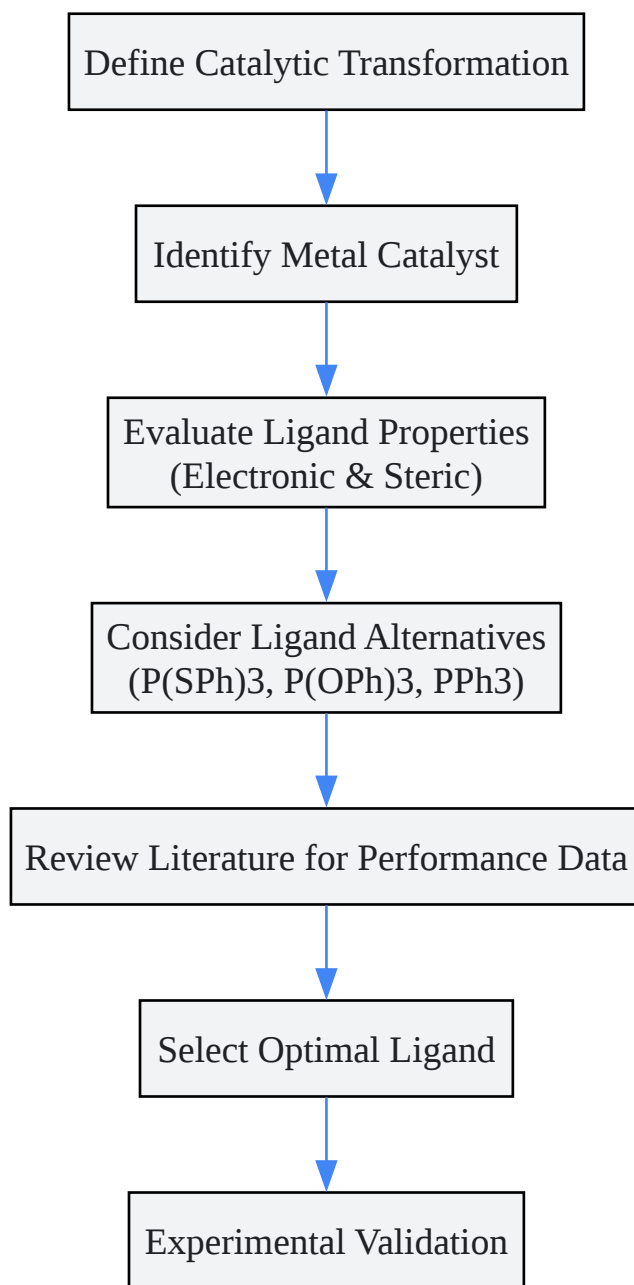 Define Catalytic Transformation
Identify Metal Catalyst
Evaluate Ligand Properties
(Electronic & Steric)
Consider Ligand Alternatives
(P(SPh)3, P(OPh)3, PPh3)
Review Literature for Performance Data
Select Optimal Ligand
Experimental Validation